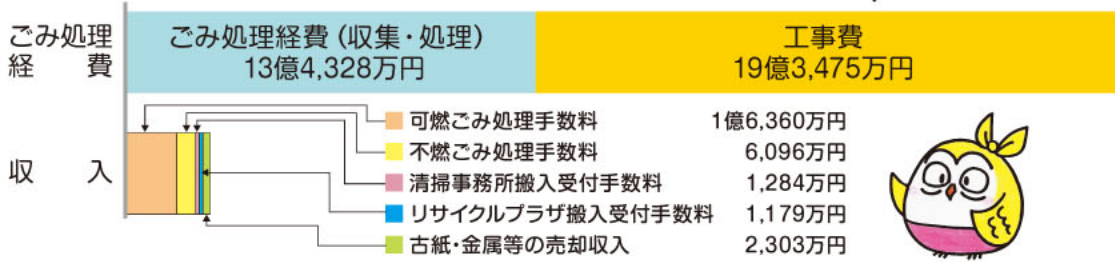 ごみ処理
経費
ごみ処理経費（収集・処理）
13億4,328万円
工事費
19億3,475万円
収入
可燃ごみ処理手数料 1億6,360万円
不燃ごみ処理手数料 6,096万円
清掃事務所搬入受付手数料 1,284万円
リサイクルプラザ搬入受付手数料 1,179万円
古紙・金属等の売却収入 2,303万円